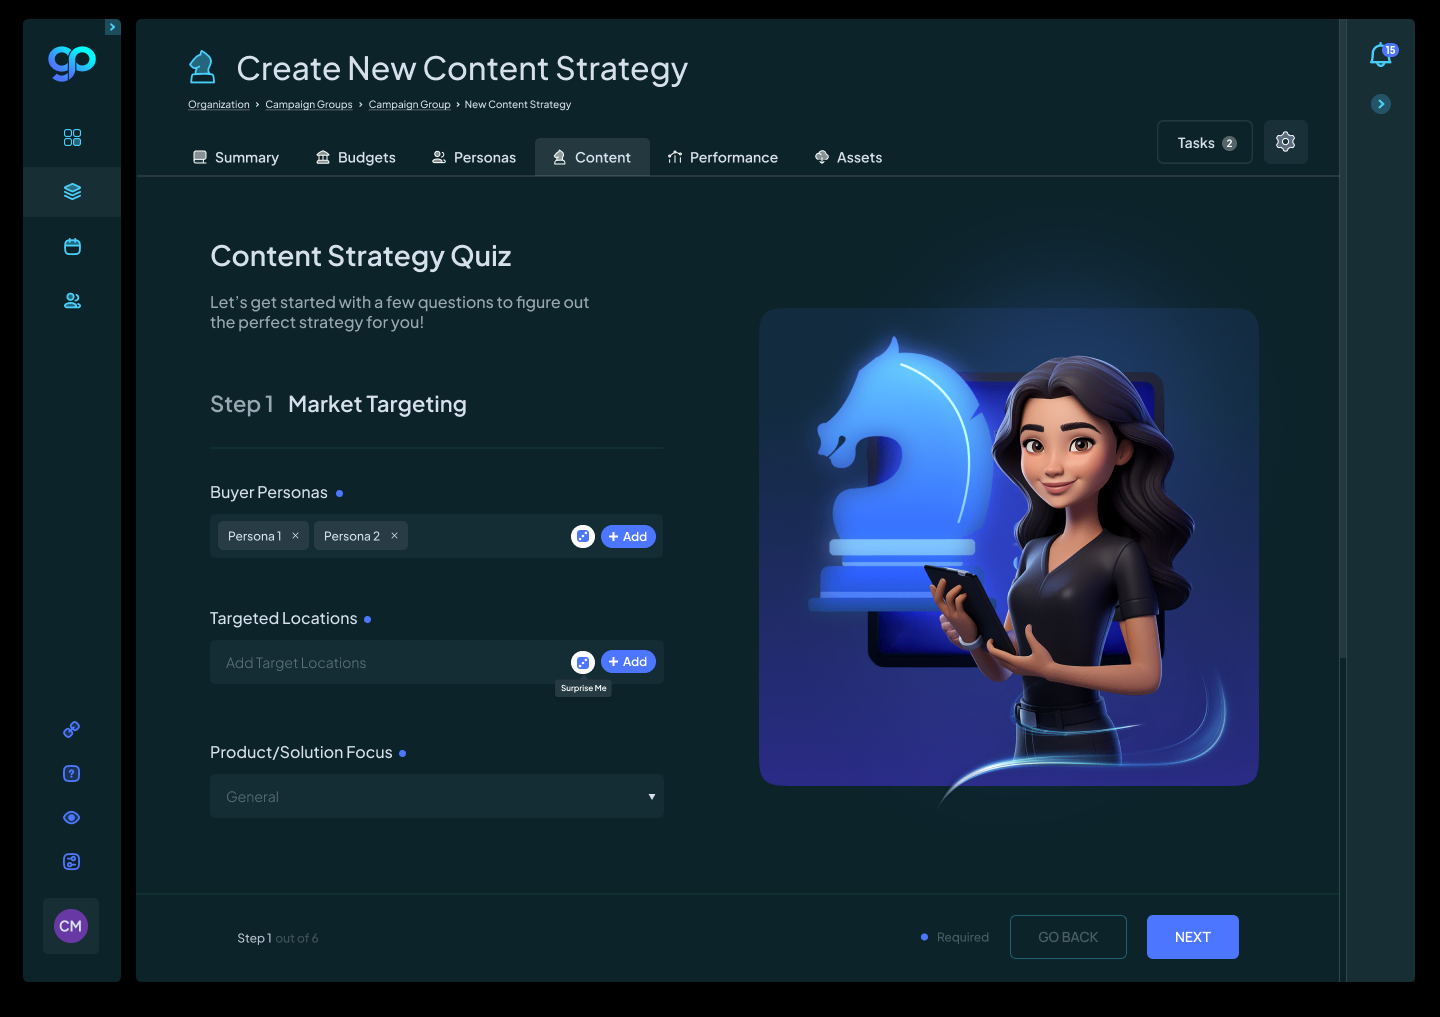 gp
Create New Content Strategy
15
Organization > Campaign Groups > Campaign Group > New Content Strategy
Summary
Budgets
Personas
Content
Performance
Assets
Tasks 2
Content Strategy Quiz
Let's get started with a few questions to figure out
the perfect strategy for you!
Step 1 Market Targeting
Buyer Personas
Persona 1 ×
Persona 2 ×
+ Add
Targeted Locations
Add Target Locations
+ Add
Surprise Me
Product/Solution Focus
General
?
CM
Step 1 out of 6
Required
GO BACK
NEXT